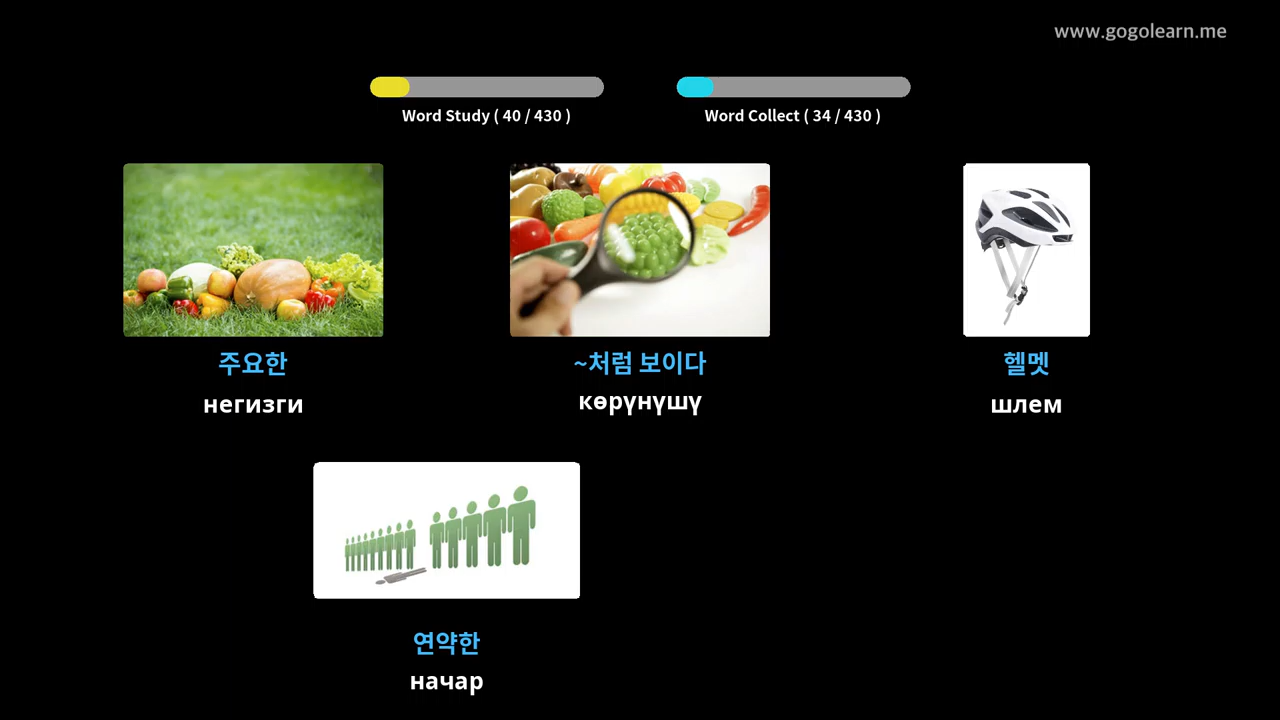 www.gogolearn.me
Word Study ( 40 / 430 )
Word Collect ( 34 / 430 )
주요한
негизги
~처럼 보이다
көрүнүшү
헬멧
шлем
연약한
начар